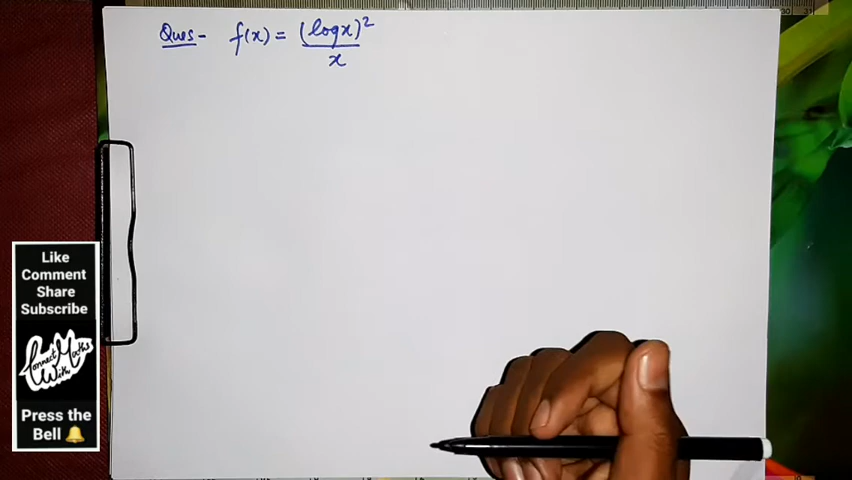 Ques - f(x) = (logx)²
x
Like
Comment
Share
Subscribe
Connect
With
Maths
Press the
Bell 🔔